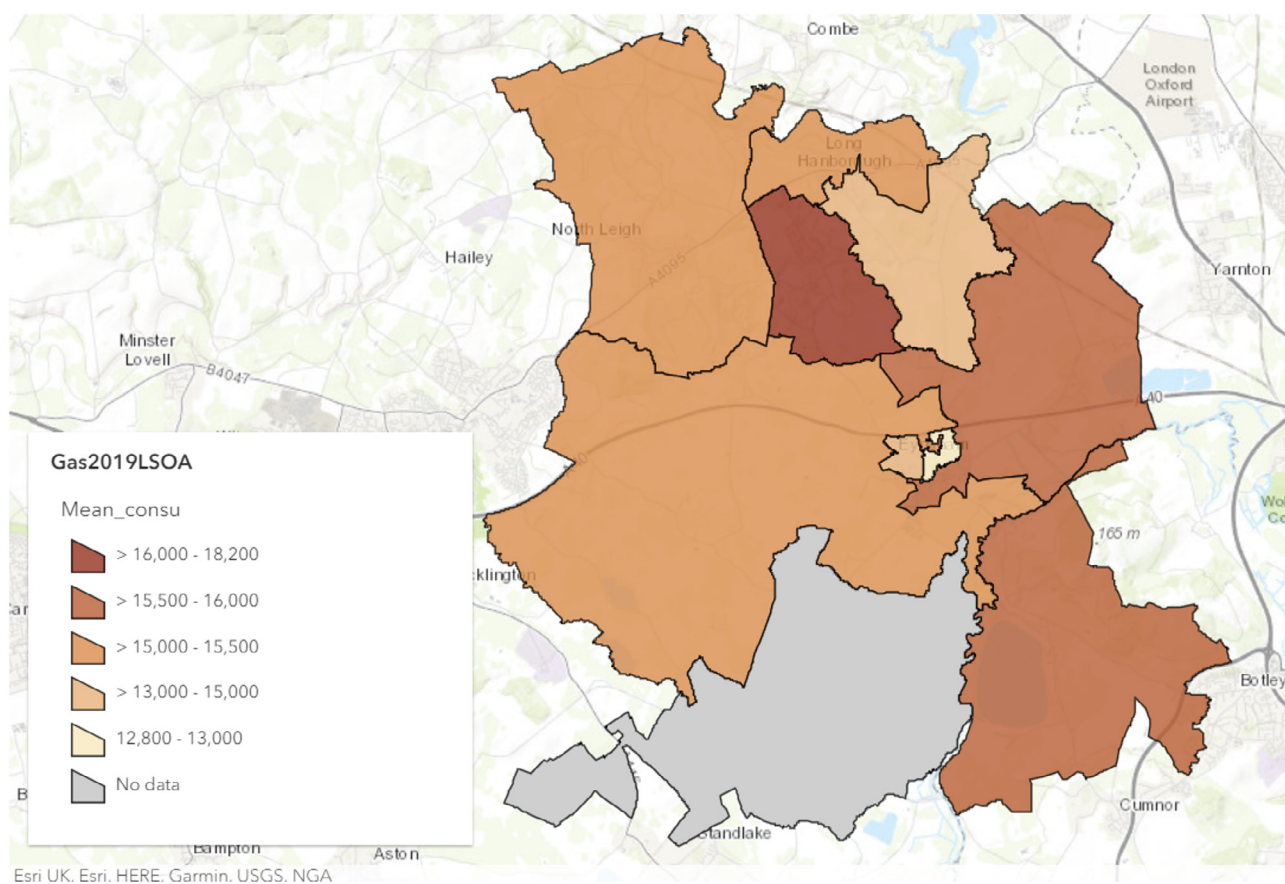 Combe
London
Oxford
Airport
Long
Hanborough
North Leigh
A4095
Hailey
Yarnton
Minster
Lovell
B4047
A40
Gas2019LSOA
Mean_consu
> 16,000 - 18,200
> 15,500 - 16,000
> 15,000 - 15,500
> 13,000 - 15,000
12,800 - 13,000
No data
165 m
cklington
Botley
Cumnor
Standlake
Bampton
Aston
Esri UK, Esri, HERE, Garmin, USGS, NGA